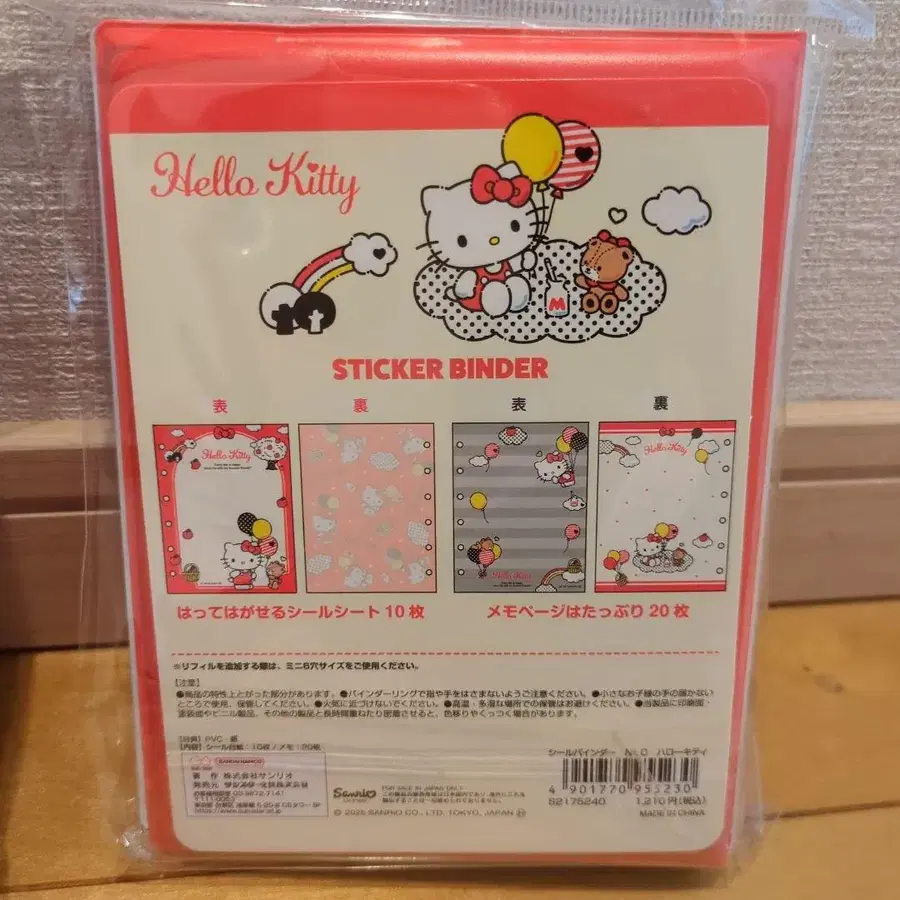 Hello Kitty
M
STICKER BINDER
表 裏 表 裏
Hello Kitty
Hello Kitty
Hello Kitty
はってはがせるシールシート10枚
メモページはたっぷり20枚
※リフィルを追加する際は、ミニ6穴サイズをご使用ください。
【注意】
●商品の特性上とがった部分があります。●バインダーリングで指や手をはさまないようご注意ください。●小さなお子様の手の届かない
ところで使用、保管してください。●火気に近づけないでください。●高温・多湿な場所での保管はお避けください。●当製品に印刷面・
塗装面やビニル製品、その他の製品と長時間重ねたり密着させると、色移りやくっつく場合があります。
【材質】PVC・紙
【内容】シール台紙：10枚/メモ：20枚
BANDAI NAMCO
著 作 株式会社サンリオ
発売元
シールバインダー No.C ハローキティ
4 901770 955230
S2175240 1,210円(税込)
MADE IN CHINA
Sanrio
FOR SALE IN JAPAN ONLY
© 2025 SANRIO CO., LTD. TOKYO, JAPAN Ⓗ